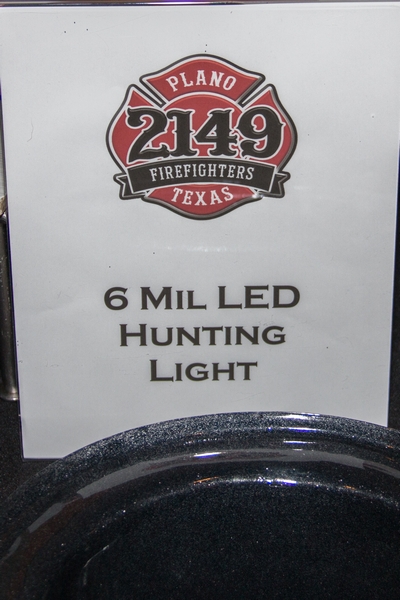 PLANO
2149
FIREFIGHTERS
TEXAS
6 MIL LED
HUNTING
LIGHT